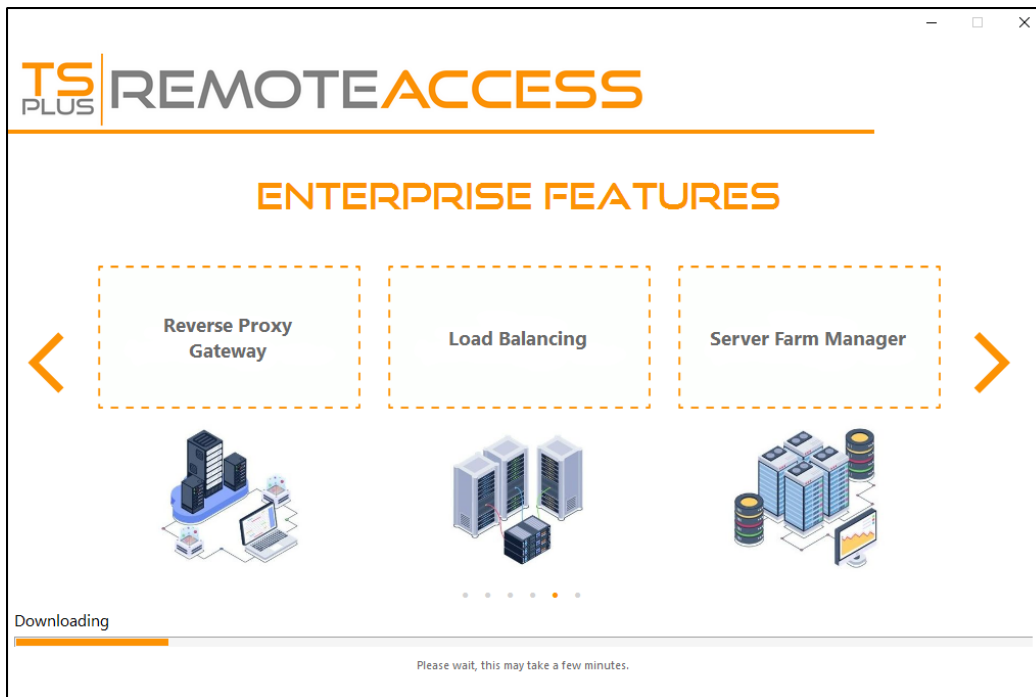 TS
PLUS
REMOTEACCESS
ENTERPRISE FEATURES
Reverse Proxy
Gateway
Load Balancing
Server Farm Manager
Downloading
Please wait, this may take a few minutes.